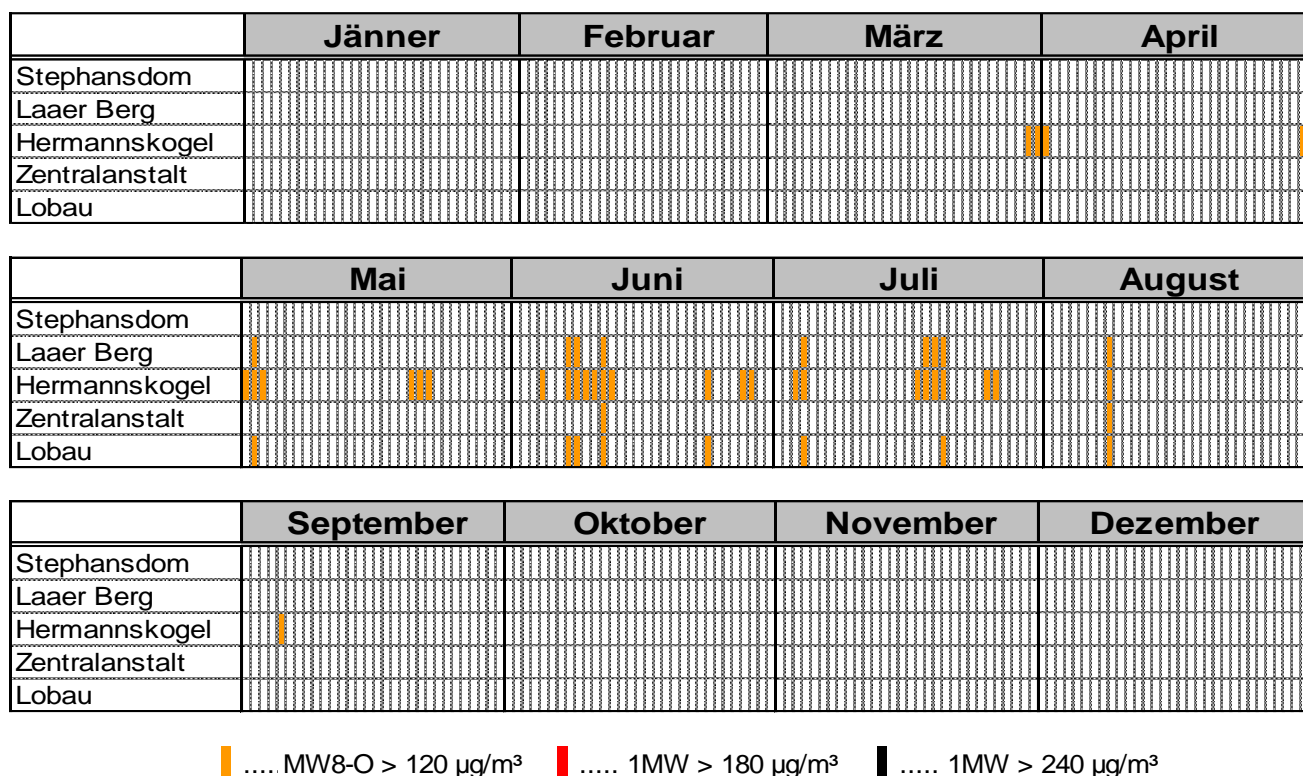 Jänner Februar März April
Stephansdom
Laaer Berg
Hermannskogel
Zentralanstalt
Lobau
Mai Juni Juli August
Stephansdom
Laaer Berg
Hermannskogel
Zentralanstalt
Lobau
September Oktober November Dezember
Stephansdom
Laaer Berg
Hermannskogel
Zentralanstalt
Lobau
..... MW8-O > 120 µg/m³ ..... 1MW > 180 µg/m³ ..... 1MW > 240 µg/m³